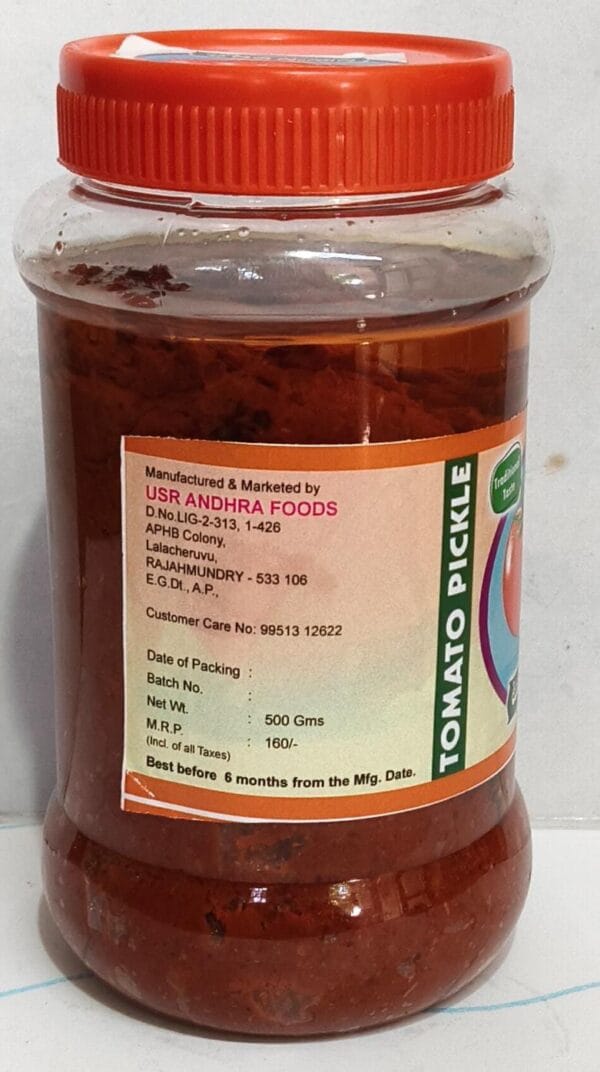 Manufactured & Marketed by
USR ANDHRA FOODS
D.No.LIG-2-313, 1-426
APHB Colony,
Lalacheruvu,
RAJAHMUNDRY - 533 106
E.G.Dt., A.P.,
Customer Care No: 99513 12622
Date of Packing :
Batch No. :
Net Wt. : 500 Gms
M.R.P. : 160/-
(Incl. of all Taxes)
Best before 6 months from the Mfg. Date.
TOMATO PICKLE
Traditional
Taste